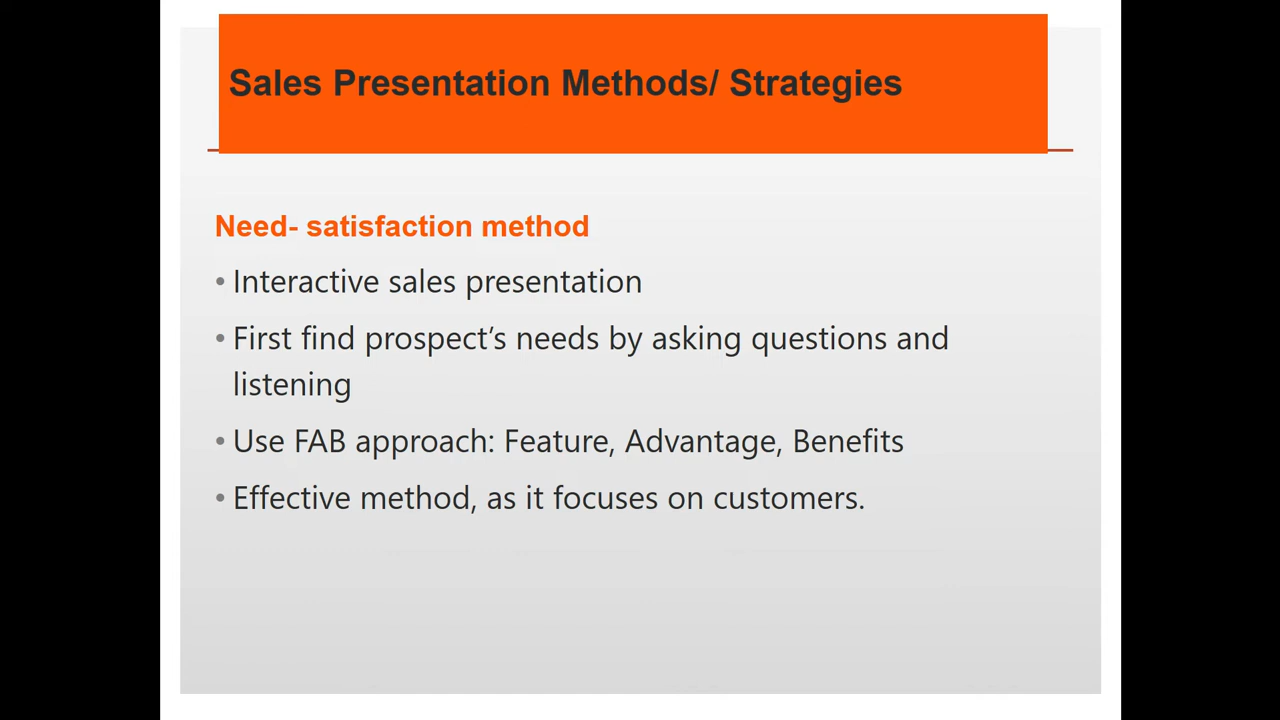 Sales Presentation Methods/ Strategies
Need- satisfaction method
• Interactive sales presentation
• First find prospect’s needs by asking questions and
listening
• Use FAB approach: Feature, Advantage, Benefits
• Effective method, as it focuses on customers.